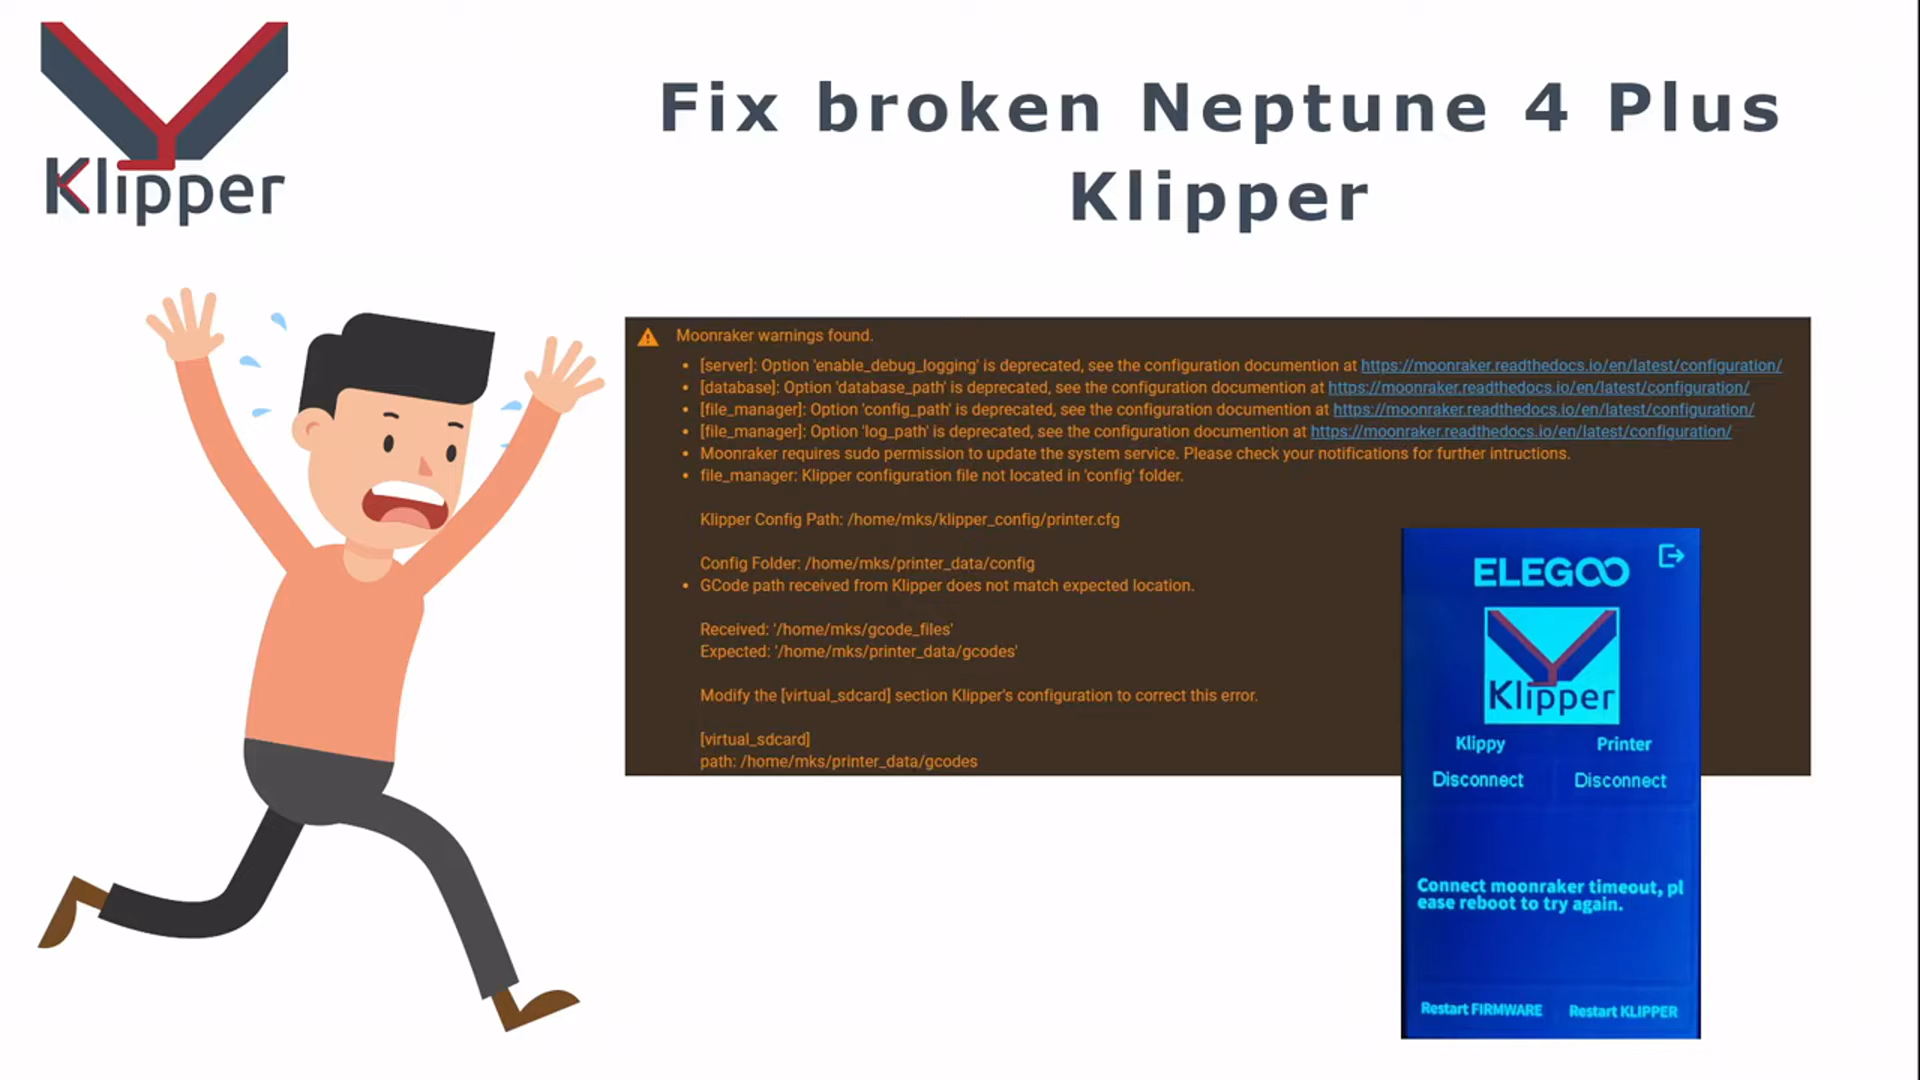 Klipper
Fix broken Neptune 4 Plus
Klipper
Moonraker warnings found.
• [server]: Option 'enable_debug_logging' is deprecated, see the configuration documention at https://moonraker.readthedocs.io/en/latest/configuration/
• [database]: Option 'database_path' is deprecated, see the configuration documention at https://moonraker.readthedocs.io/en/latest/configuration/
• [file_manager]: Option 'config_path' is deprecated, see the configuration documention at https://moonraker.readthedocs.io/en/latest/configuration/
• [file_manager]: Option 'log_path' is deprecated, see the configuration documention at https://moonraker.readthedocs.io/en/latest/configuration/
• Moonraker requires sudo permission to update the system service. Please check your notifications for further intructions.
• file_manager: Klipper configuration file not located in 'config' folder.
Klipper Config Path: /home/mks/klipper_config/printer.cfg
Config Folder: /home/mks/printer_data/config
• GCode path received from Klipper does not match expected location.
Received: '/home/mks/gcode_files'
Expected: '/home/mks/printer_data/gcodes'
Modify the [virtual_sdcard] section Klipper's configuration to correct this error.
[virtual_sdcard]
path: /home/mks/printer_data/gcodes
ELEGOO
Klipper
Klippy Printer
Disconnect Disconnect
Connect moonraker timeout, pl
ease reboot to try again.
Restart FIRMWARE Restart KLIPPER